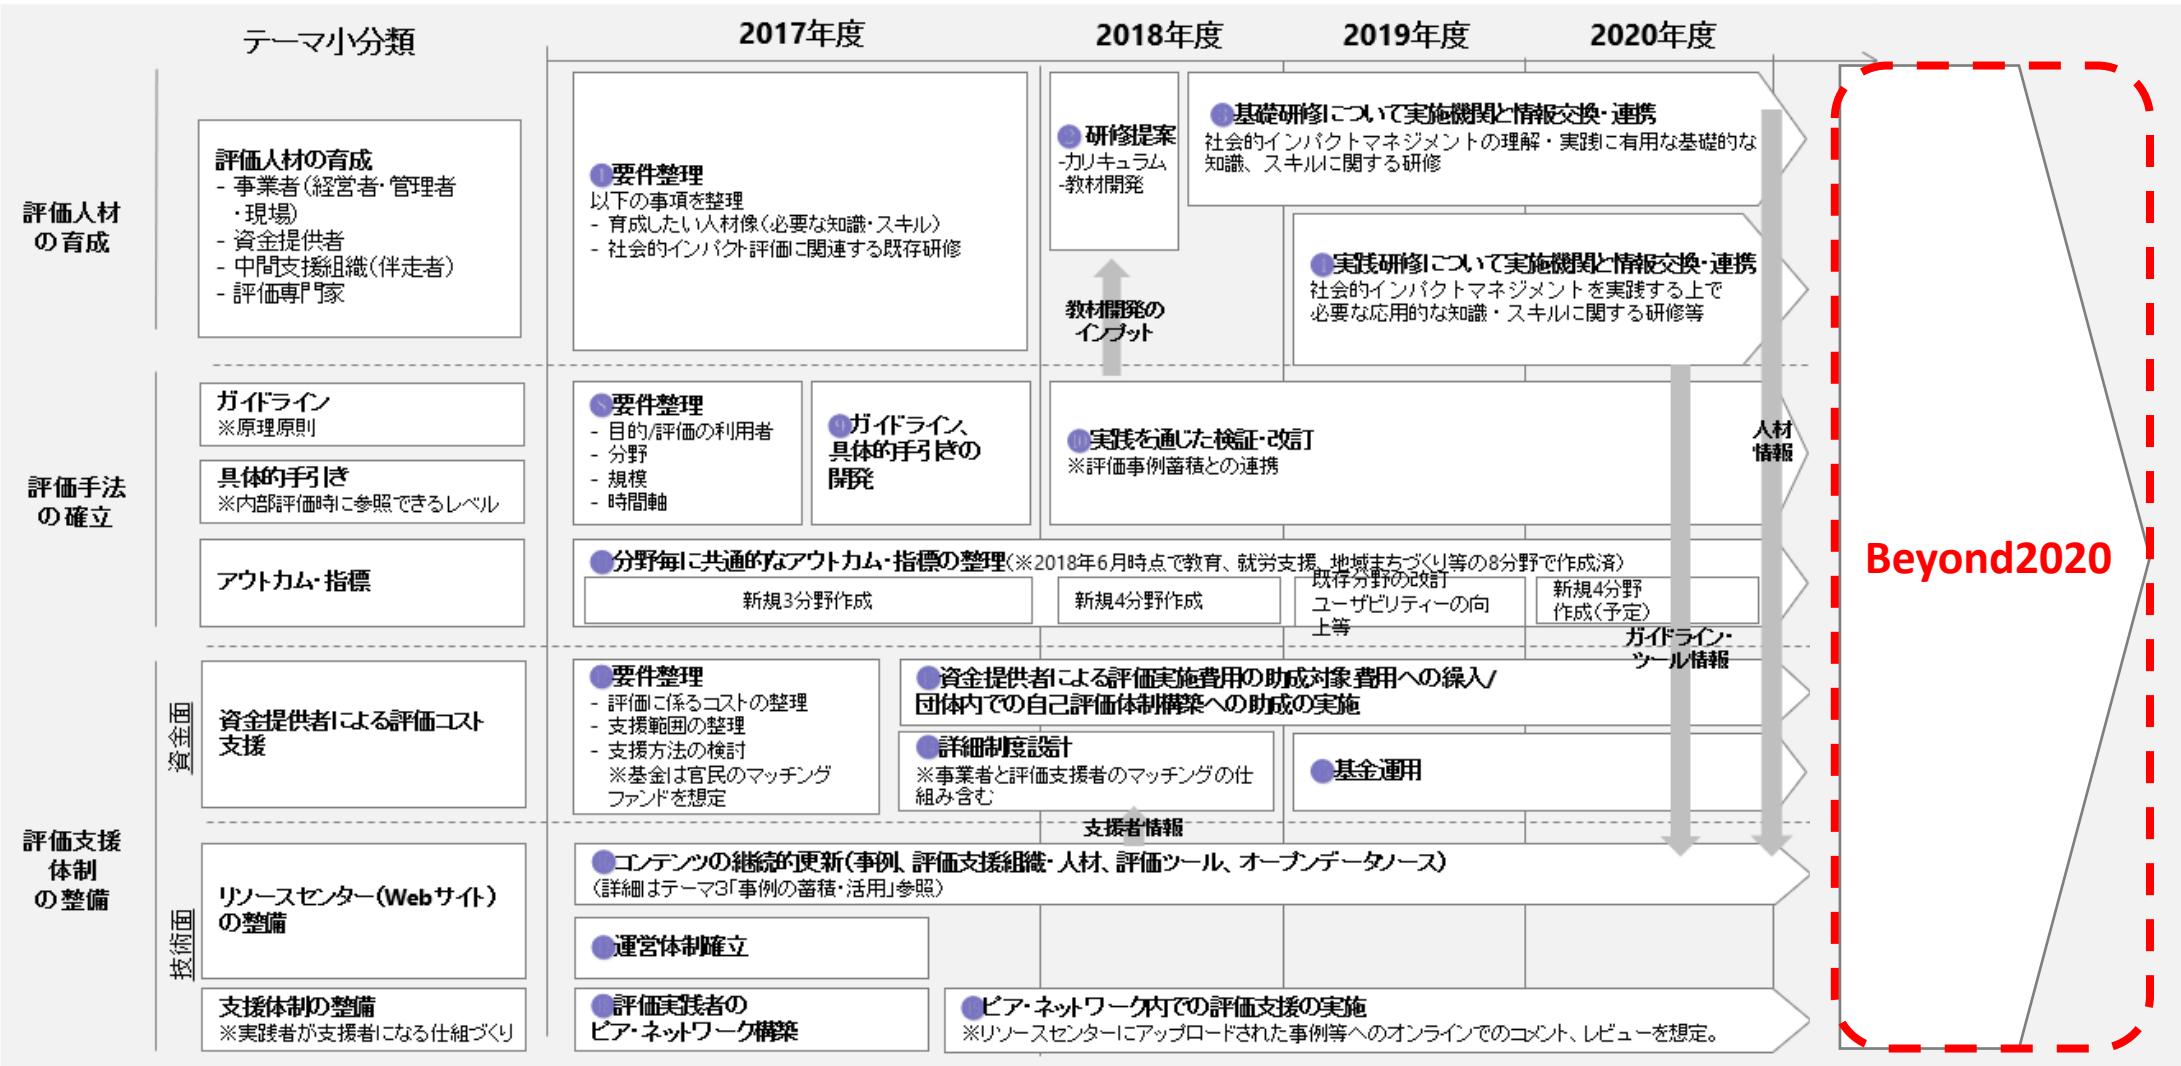 テーマ小分類
2017年度
2018年度
2019年度
2020年度
評価人材
の育成
評価人材の育成
- 事業者(経営者・管理者
・現場)
- 資金提供者
- 中間支援組織(伴走者)
- 評価専門家
要件整理
以下の事項を整理
- 育成したい人材像(必要な知識・スキル)
- 社会的インパクト評価に関連する既存研修
❷ 研修提案
-カリキュラム
-教材開発
基礎研修について実施機関と情報交換・連携
社会的インパクトマネジメントの理解・実践に有用な基礎的な
知識、スキルに関する研修
実践研修について実施機関と情報交換・連携
社会的インパクトマネジメントを実践する上で
必要な応用的な知識・スキルに関する研修等
教材開発の
インプット
評価手法
の確立
ガイドライン
※原理原則
具体的手引き
※内部評価時に参照できるレベル
アウトカム・指標
要件整理
- 目的/評価の利用者
- 分野
- 規模
- 時間軸
❾ガイドライン、
具体的手引きの
開発
❿実践を通じた検証・改訂
※評価事例蓄積との連携
人材
情報
分野毎に共通的なアウトカム・指標の整理(※2018年6月時点で教育、就労支援、地域まちづくり等の8分野で作成済)
新規3分野作成
新規4分野作成
既存分野の改訂
ユーザビリティーの向
上等
新規4分野
作成(予定)
ガイドライン・
ツール情報
評価支援
体制
の整備
資金面
資金提供者による評価コスト
支援
要件整理
- 評価に係るコストの整理
- 支援範囲の整理
- 支援方法の検討
※基金は官民のマッチング
ファンドを想定
資金提供者による評価実施費用の助成対象費用への繰入/
団体内での自己評価体制構築への助成の実施
詳細制度設計
※事業者と評価支援者のマッチングの仕
組み含む
基金運用
支援者情報
技術面
リソースセンター(Webサイト)
の整備
コンテンツの継続的更新(事例、評価支援組織・人材、評価ツール、オープンデータソース)
(詳細はテーマ3「事例の蓄積・活用」参照)
運営体制確立
支援体制の整備
※実践者が支援者になる仕組づくり
評価実践者の
ピア・ネットワーク構築
ピア・ネットワーク内での評価支援の実施
※リソースセンターにアップロードされた事例等へのオンラインでのコメント、レビューを想定。
Beyond2020